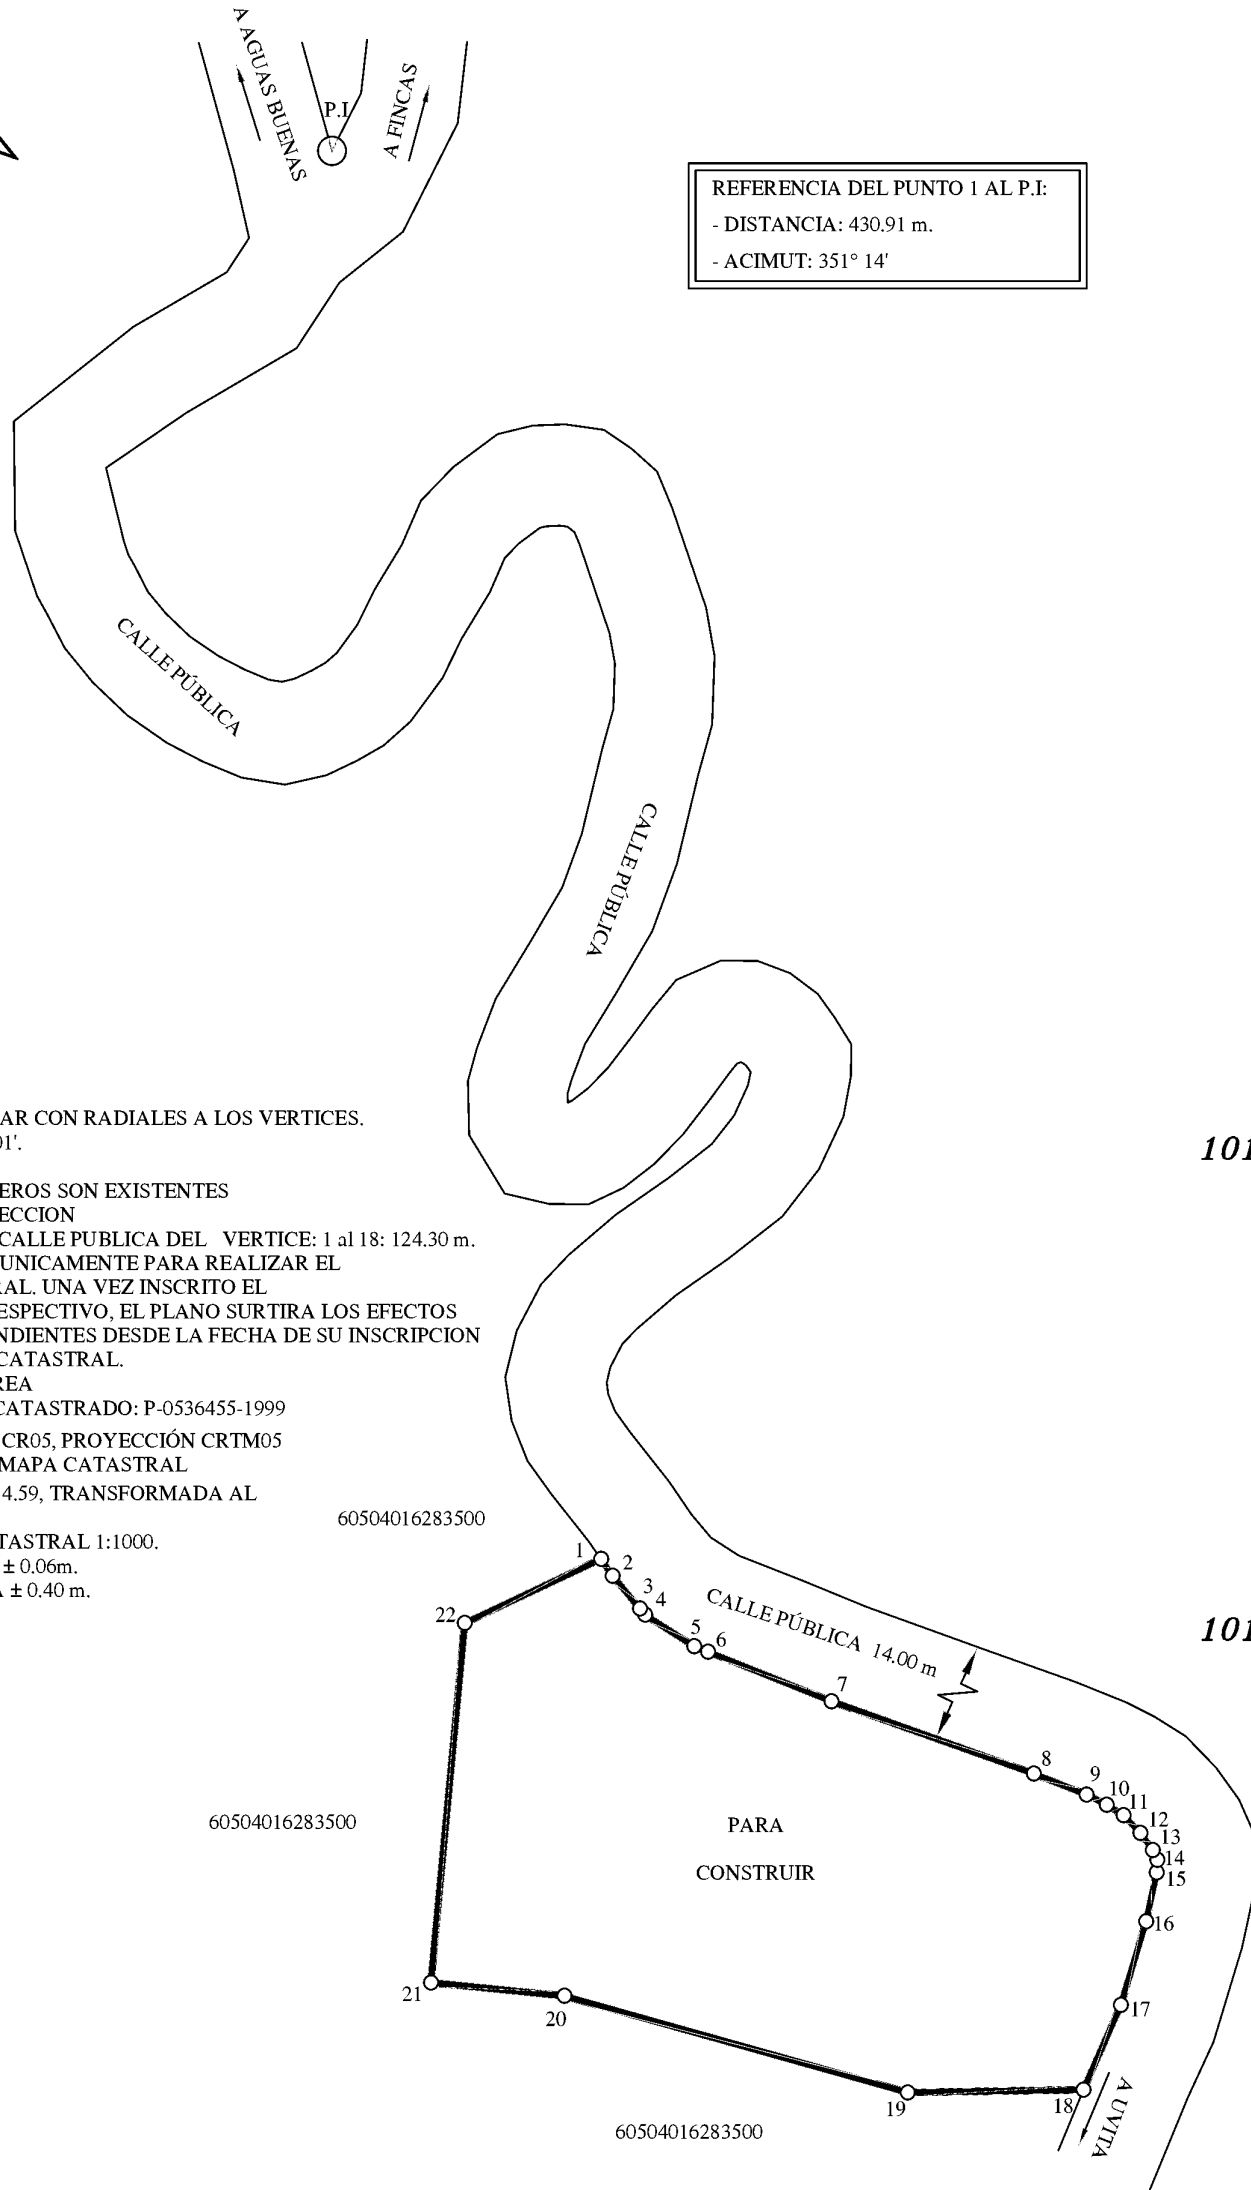 A AGUAS BUENAS
P.I
A FINCAS
REFERENCIA DEL PUNTO 1 AL P.I:
- DISTANCIA: 430.91 m.
- ACIMUT: 351° 14'
CALLE PÚBLICA
CALLE PÚBLICA
AR CON RADIALES A LOS VERTICES.
01'.
EROS SON EXISTENTES
ECCION
CALLE PUBLICA DEL VERTICE: 1 al 18: 124.30 m.
UNICAMENTE PARA REALIZAR EL
RAL. UNA VEZ INSCRITO EL
ESPECTIVO, EL PLANO SURTIRA LOS EFECTOS
NDIENTES DESDE LA FECHA DE SU INSCRIPCION
CATASTRAL.
REA
CATASTRADO: P-0536455-1999
CR05, PROYECCIÓN CRTM05
MAPA CATASTRAL
4.59, TRANSFORMADA AL
TASTRAL 1:1000.
± 0.06m.
A ± 0.40 m.
101
101
60504016283500
1
2
3
4
5
6
7
8
9
10
11
12
13
14
15
16
17
18
19
20
21
22
CALLE PÚBLICA 14.00 m
60504016283500
PARA
CONSTRUIR
60504016283500
A UVITA